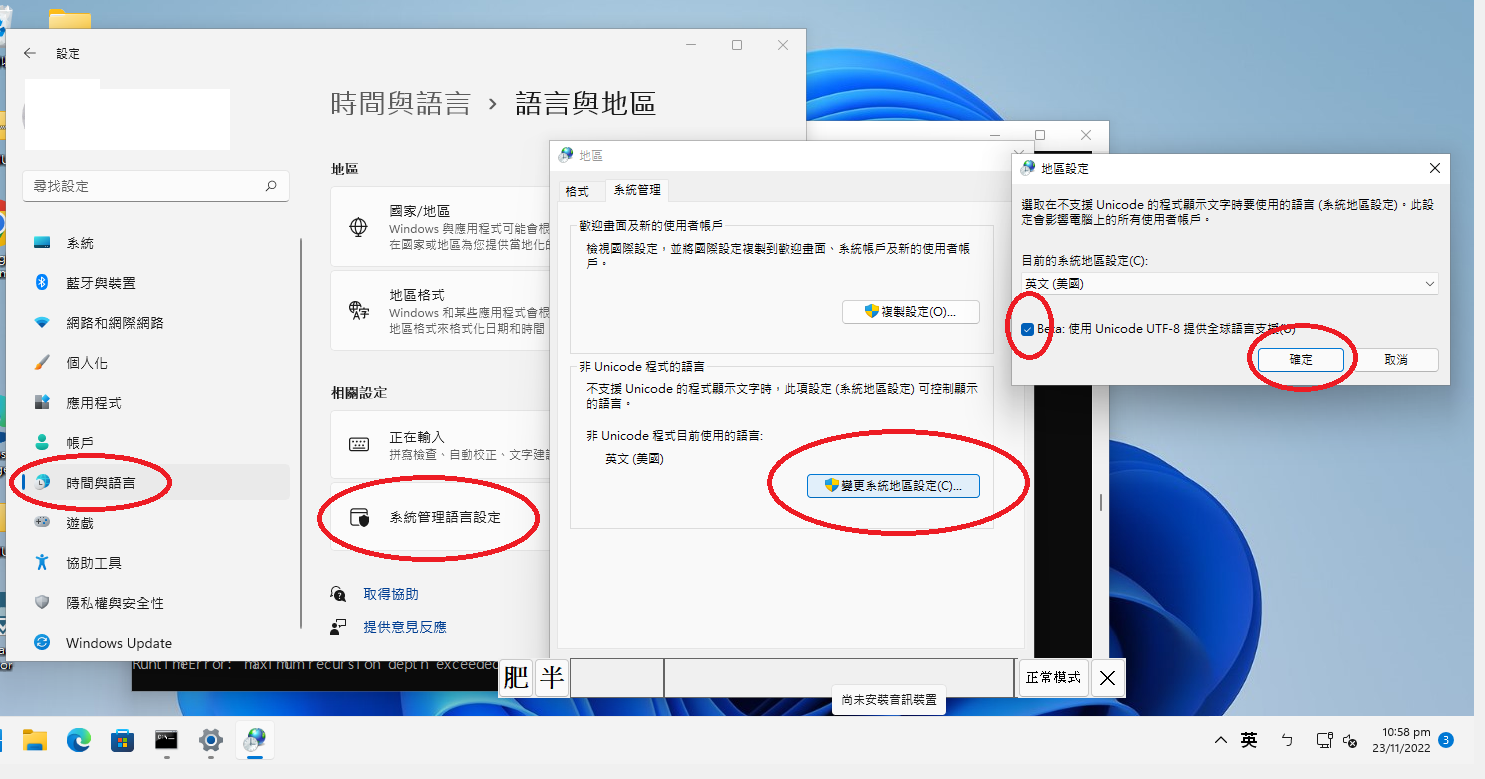 設定
時間與語言 › 語言與地區
尋找設定
系統
藍牙與裝置
網路和網際網路
個人化
應用程式
帳戶
時間與語言
遊戲
協助工具
隱私權與安全性
Windows Update
地區
國家/地區
Windows 與應用程式可能會根
在國家或地區為您提供當地化的
地區格式
Windows 和某些應用程式會根
地區格式來格式化日期和時間
相關設定
正在輸入
拼寫檢查、自動校正、文字建議
系統管理語言設定
取得協助
提供意見反應
地區
格式
系統管理
歡迎畫面及新的使用者帳戶
檢視國際設定，並將國際設定複製到歡迎畫面、系統帳戶及新的使用者帳
戶。
複製設定(O)...
非 Unicode 程式的語言
不支援 Unicode 的程式顯示文字時，此項設定 (系統地區設定) 可控制顯示
的語言。
非 Unicode 程式目前使用的語言:
英文 (美國)
變更系統地區設定(C)...
地區設定
選取在不支援 Unicode 的程式顯示文字時要使用的語言 (系統地區設定)。此設
定會影響電腦上的所有使用者帳戶。
目前的系統地區設定(C):
英文 (美國)
Beta: 使用 Unicode UTF-8 提供全球語言支援(U)
確定
取消
RuntimeError: maximum recursion depth exceeded
肥 半
正常模式
尚未安裝音訊裝置
英
ㄅ
10:58 pm
23/11/2022
3